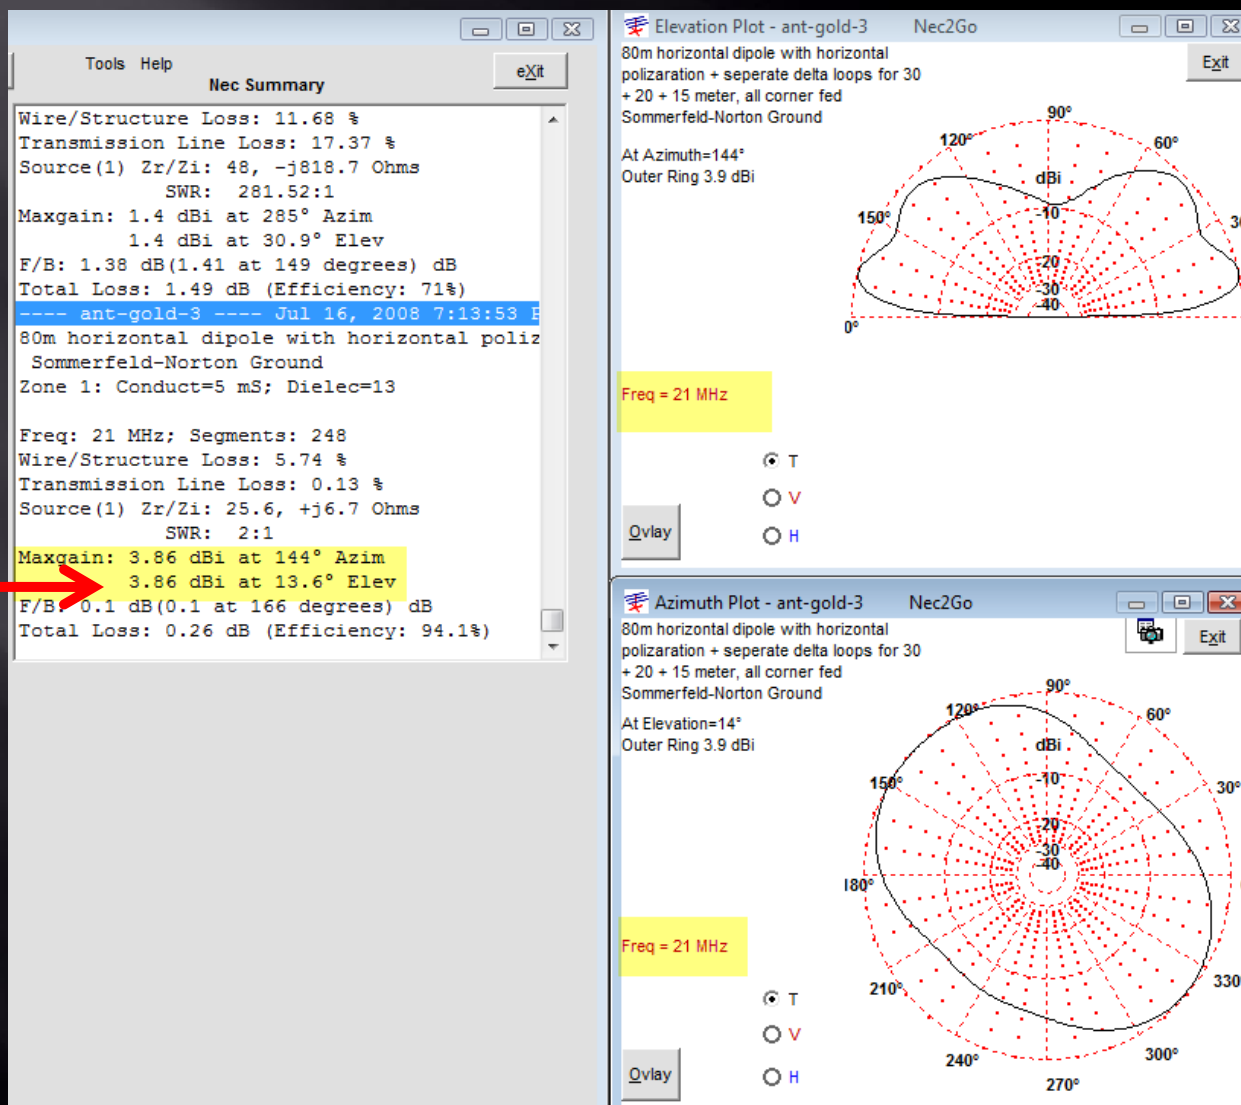 Tools Help
Nec Summary
eXit
Wire/Structure Loss: 11.68 %
Transmission Line Loss: 17.37 %
Source(1) Zr/Zi: 48, -j818.7 Ohms
SWR: 281.52:1
Maxgain: 1.4 dBi at 285° Azim
1.4 dBi at 30.9° Elev
F/B: 1.38 dB(1.41 at 149 degrees) dB
Total Loss: 1.49 dB (Efficiency: 71%)
---- ant-gold-3 ---- Jul 16, 2008 7:13:53
80m horizontal dipole with horizontal poliz
Sommerfeld-Norton Ground
Zone 1: Conduct=5 mS; Dielec=13
Freq: 21 MHz; Segments: 248
Wire/Structure Loss: 5.74 %
Transmission Line Loss: 0.13 %
Source(1) Zr/Zi: 25.6, +j6.7 Ohms
SWR: 2:1
Maxgain: 3.86 dBi at 144° Azim
3.86 dBi at 13.6° Elev
F/B: 0.1 dB(0.1 at 166 degrees) dB
Total Loss: 0.26 dB (Efficiency: 94.1%)
Elevation Plot - ant-gold-3 Nec2Go
80m horizontal dipole with horizontal
polizaration + seperate delta loops for 30
+ 20 + 15 meter, all corner fed
Sommerfeld-Norton Ground
Exit
At Azimuth=144°
Outer Ring 3.9 dBi
90°
120°
60°
dBi
150°
-10
-20
-30
-40
0°
Freq = 21 MHz
T
V
H
Ovlay
Azimuth Plot - ant-gold-3 Nec2Go
80m horizontal dipole with horizontal
polizaration + seperate delta loops for 30
+ 20 + 15 meter, all corner fed
Sommerfeld-Norton Ground
Exit
At Elevation=14°
Outer Ring 3.9 dBi
90°
120°
60°
dBi
150°
-10
30°
-20
-30
-40
180°
Freq = 21 MHz
210°
330°
T
V
240°
300°
H
270°
Ovlay